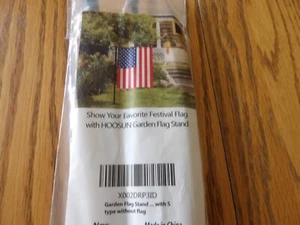 Show Your Favorite Festival Flag
with HOOSUN Garden Flag Stand
X002DRP3JD
Garden Flag Stand ... with S
type without flag
Made in China